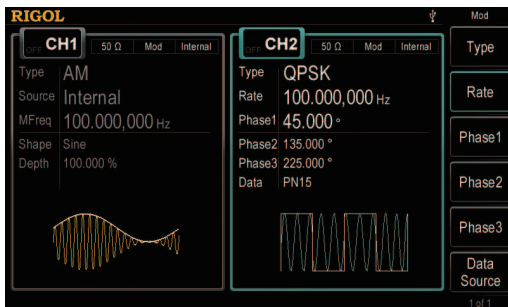 RIGOL
Mod
OFF CH1 50 Ω Mod Internal
Type AM
Source Internal
MFreq 100.000,000 Hz
Shape Sine
Depth 100.000 %
OFF CH2 50 Ω Mod Internal
Type QPSK
Rate 100.000,000 Hz
Phase1 45.000 °
Phase2 135.000 °
Phase3 225.000 °
Data PN15
Type
Rate
Phase1
Phase2
Phase3
Data
Source
1 of 1